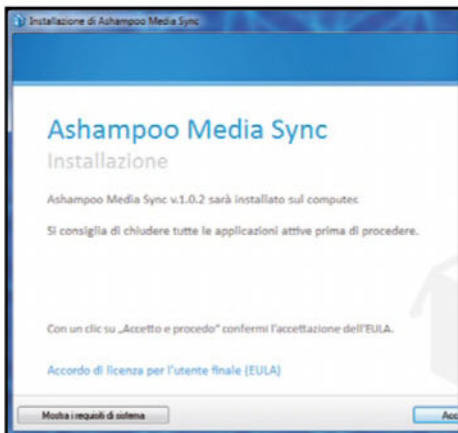 Installazione di Ashampoo Media Sync
Ashampoo Media Sync
Installazione
Ashampoo Media Sync v.1.0.2 sarà installato sul computer.
Si consiglia di chiudere tutte le applicazioni attive prima di procedere.
Con un clic su „Accetto e procedo“ confermi l'accettazione dell'EULA.
Accordo di licenza per l'utente finale (EULA)
Mostra i requisiti di sistema
Acc